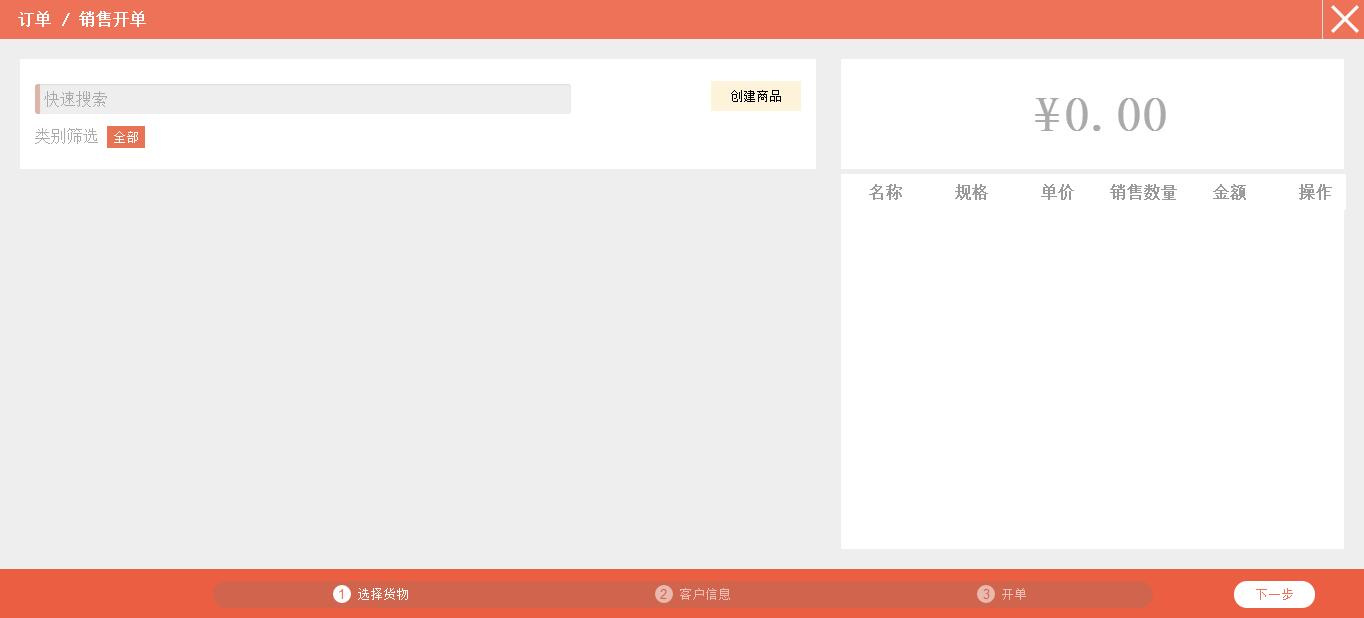 订单 / 销售开单
快速搜索
创建商品
类别筛选 全部
¥0.00
名称 规格 单价 销售数量 金额 操作
1 选择货物 2 客户信息 3 开单 下一步